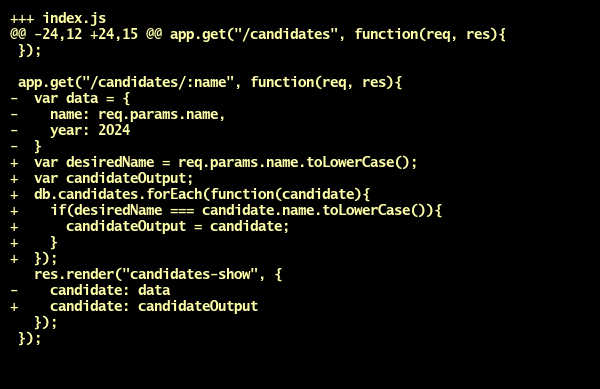 +++ index.js
@@ -24,12 +24,15 @@ app.get("/candidates", function(req, res){
 });

 app.get("/candidates/:name", function(req, res){
-  var data = {
-    name: req.params.name,
-    year: 2024
-  }
+  var desiredName = req.params.name.toLowerCase();
+  var candidateOutput;
+  db.candidates.forEach(function(candidate){
+    if(desiredName === candidate.name.toLowerCase()){
+      candidateOutput = candidate;
+    }
+  });
   res.render("candidates-show", {
-    candidate: data
+    candidate: candidateOutput
   });
 });